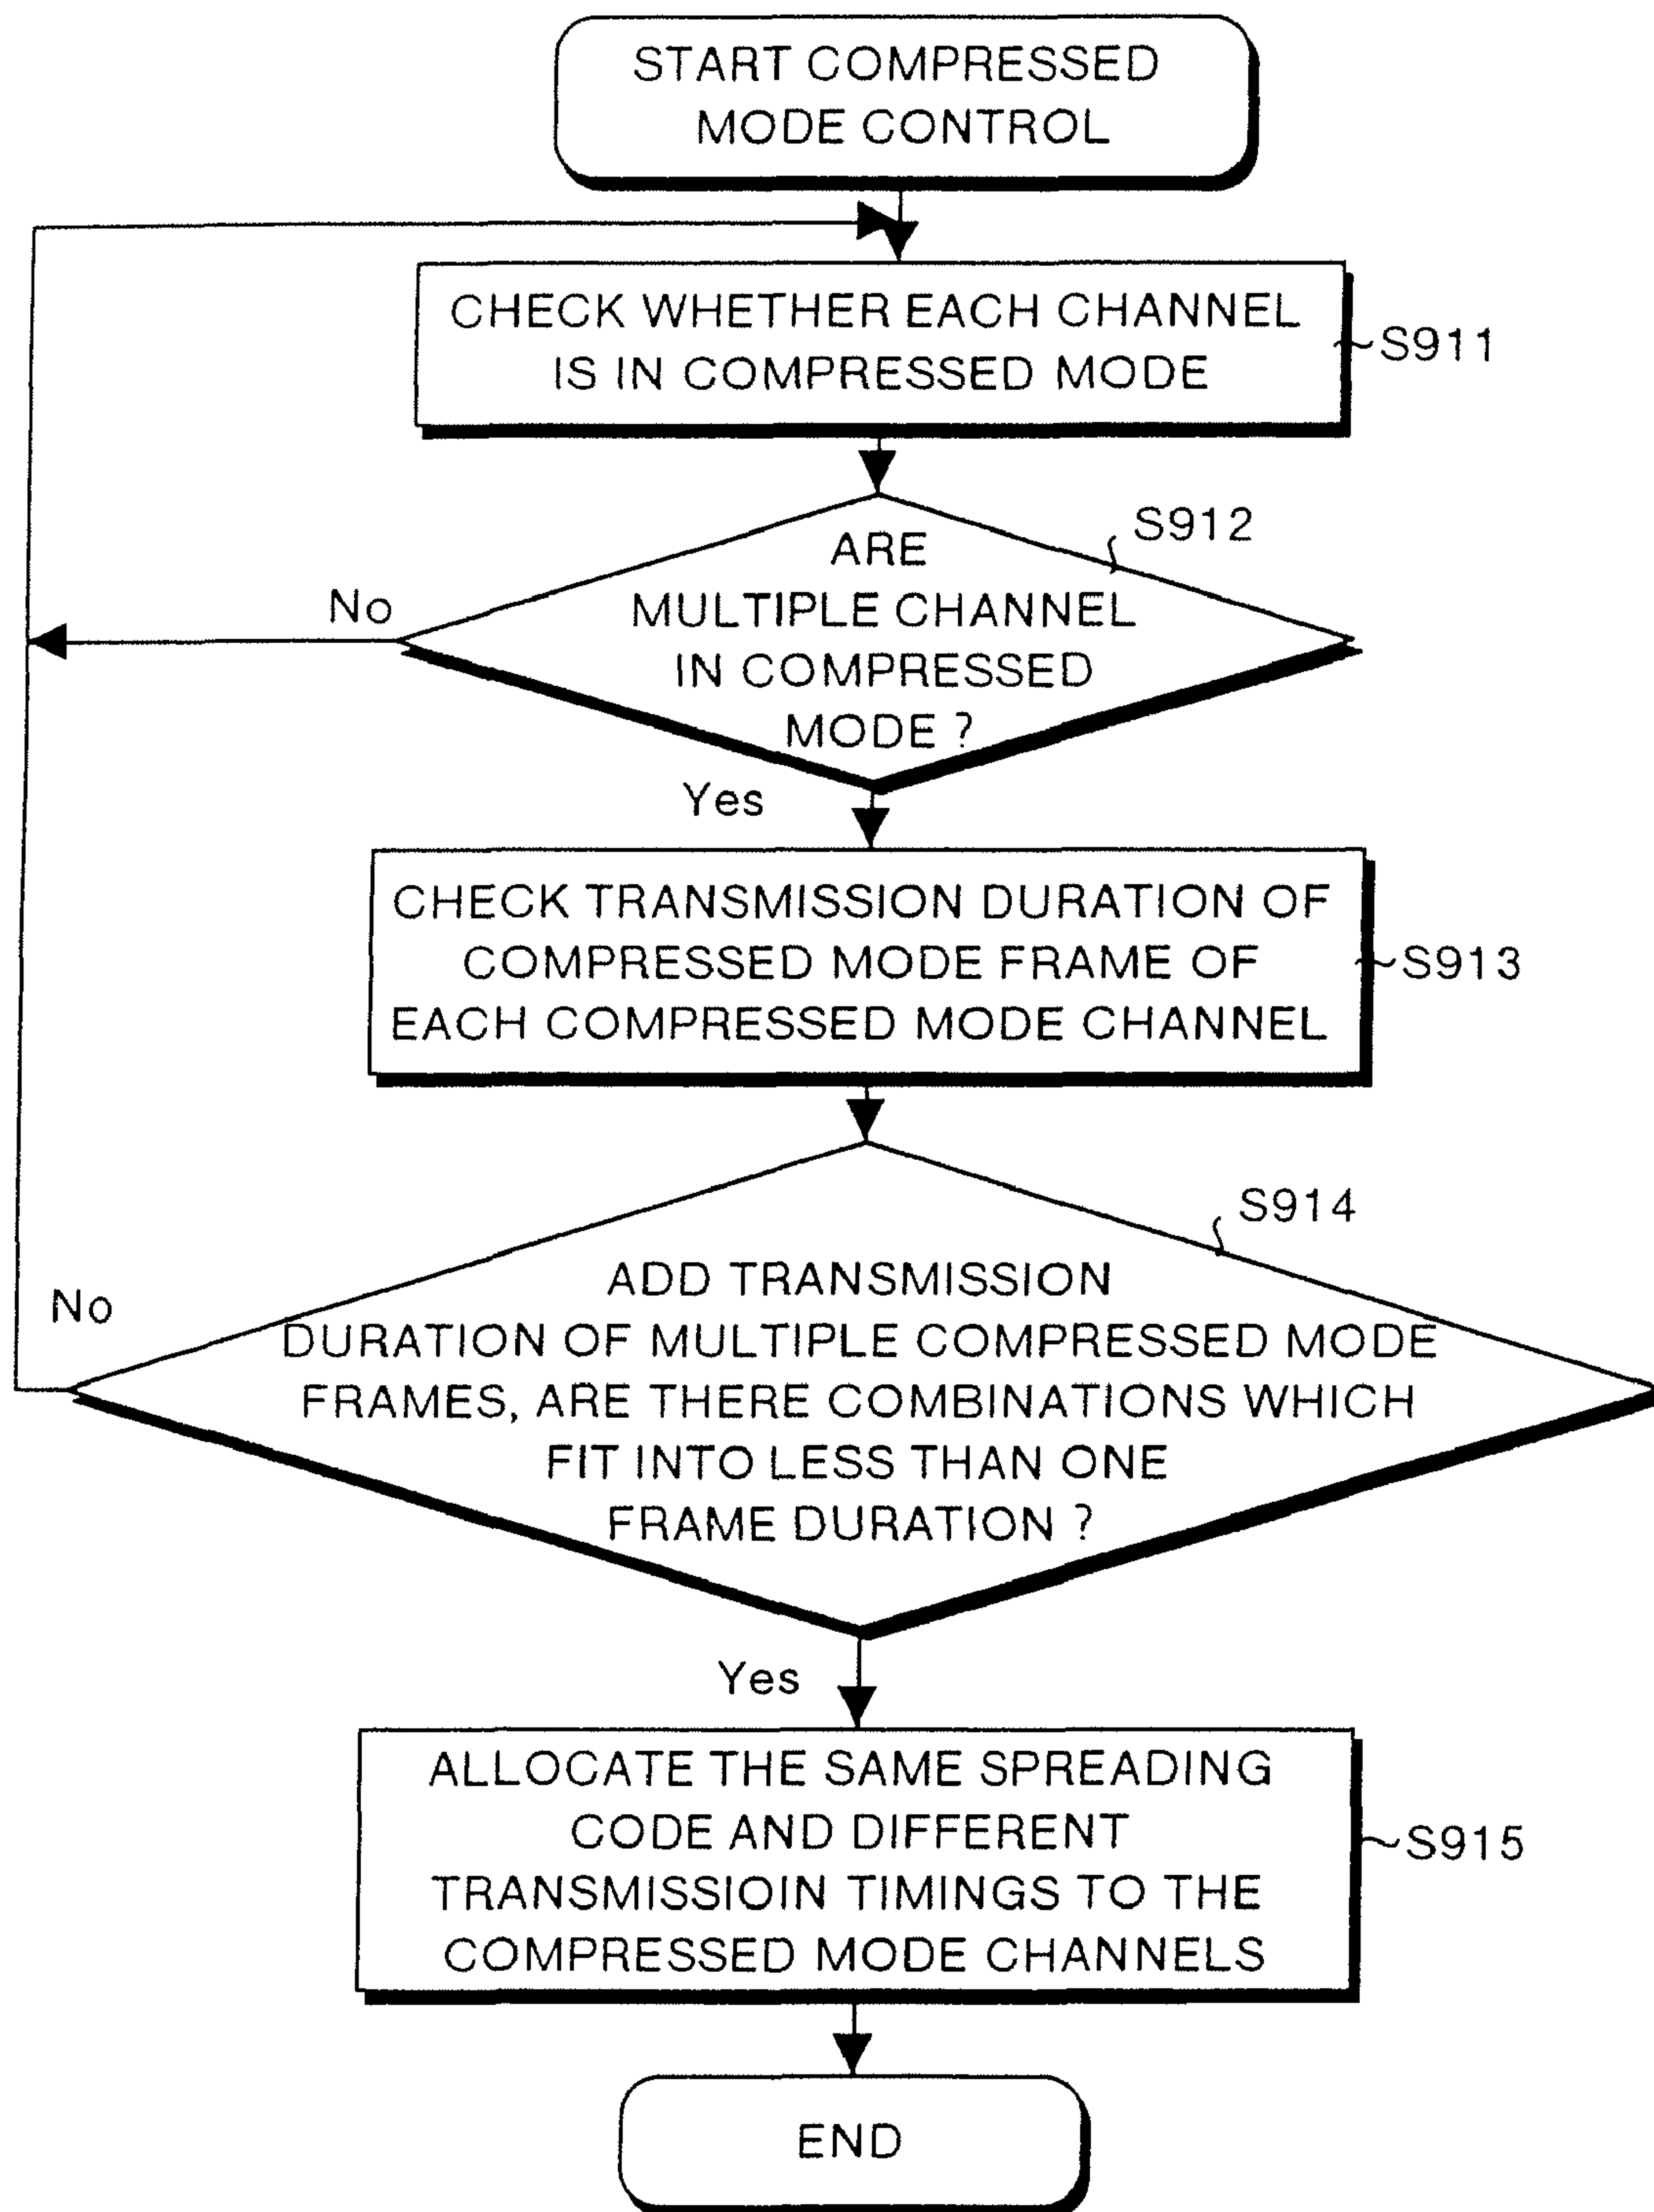 START COMPRESSED
MODE CONTROL
CHECK WHETHER EACH CHANNEL
IS IN COMPRESSED MODE
S911
S912
ARE
MULTIPLE CHANNEL
IN COMPRESSED
MODE ?
No
Yes
CHECK TRANSMISSION DURATION OF
COMPRESSED MODE FRAME OF
EACH COMPRESSED MODE CHANNEL
S913
S914
ADD TRANSMISSION
DURATION OF MULTIPLE COMPRESSED MODE
FRAMES, ARE THERE COMBINATIONS WHICH
FIT INTO LESS THAN ONE
FRAME DURATION ?
No
Yes
ALLOCATE THE SAME SPREADING
CODE AND DIFFERENT
TRANSMISSIOIN TIMINGS TO THE
COMPRESSED MODE CHANNELS
S915
END